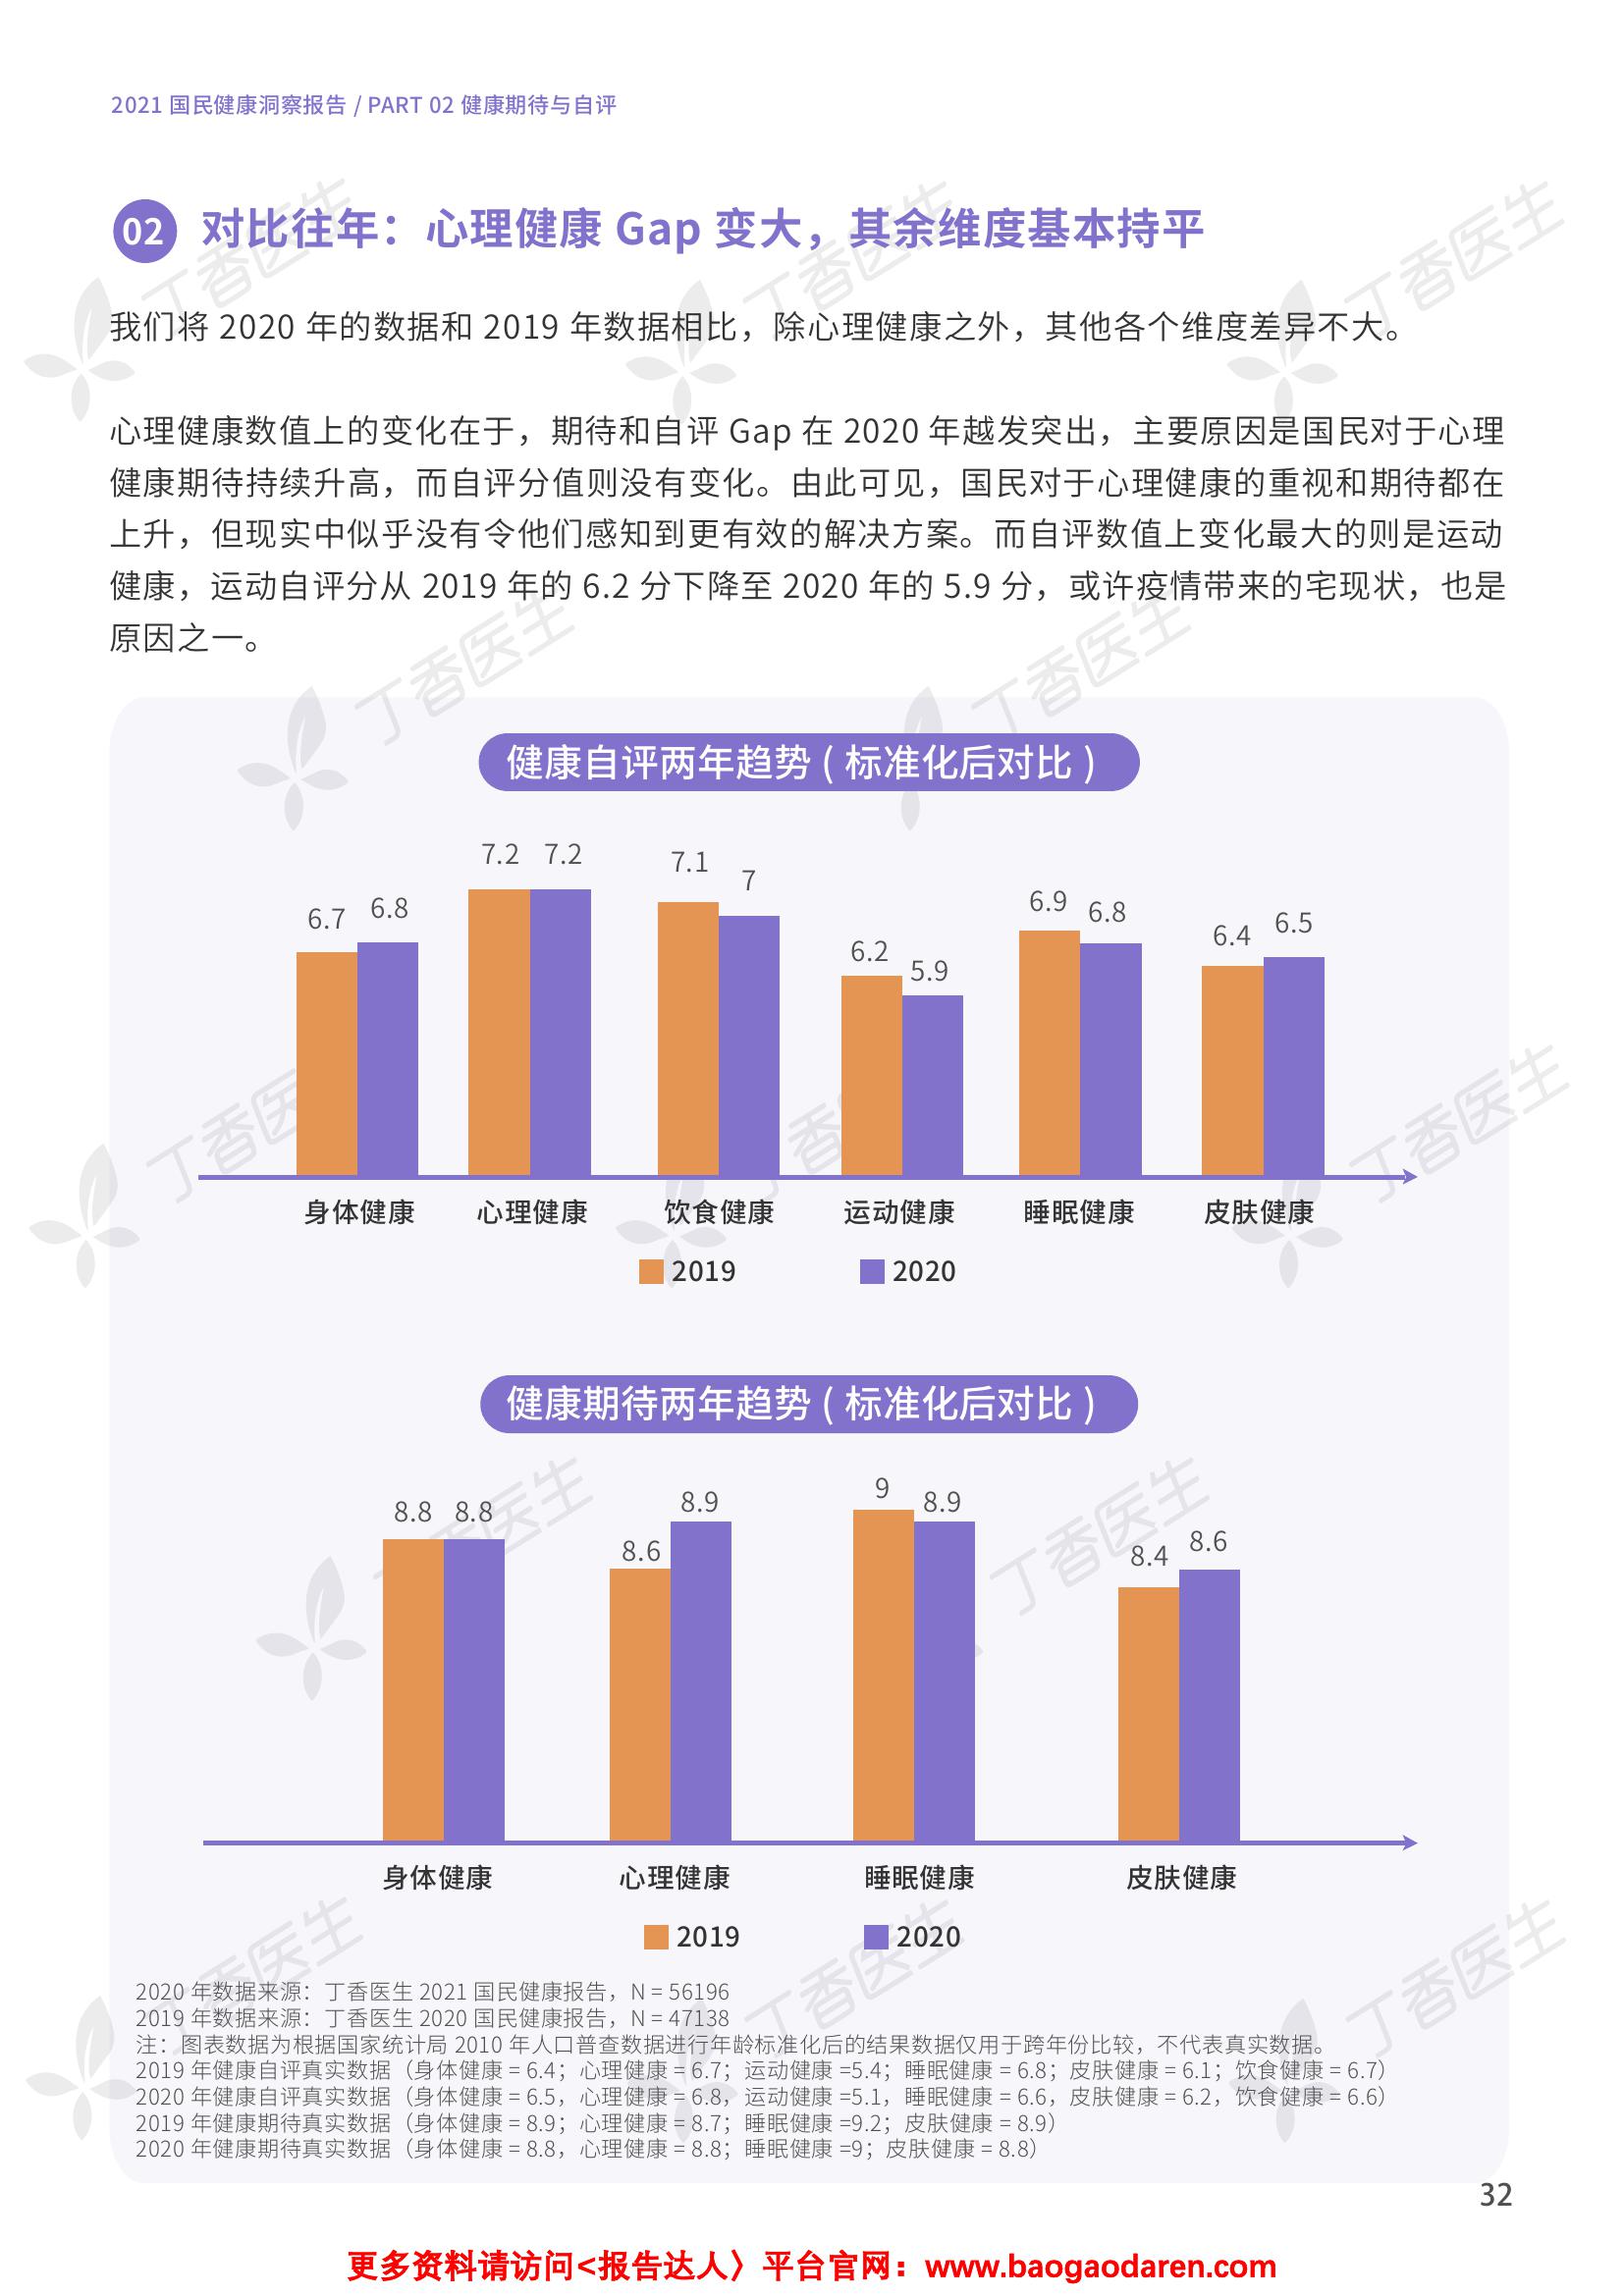 2021 国民健康洞察报告 / PART 02 健康期待与自评
02 对比往年：心理健康 Gap 变大，其余维度基本持平
我们将 2020 年的数据和 2019 年数据相比，除心理健康之外，其他各个维度差异不大。
心理健康数值上的变化在于，期待和自评 Gap 在 2020 年越发突出，主要原因是国民对于心理
健康期待持续升高，而自评分值则没有变化。由此可见，国民对于心理健康的重视和期待都在
上升，但现实中似乎没有令他们感知到更有效的解决方案。而自评数值上变化最大的则是运动
健康，运动自评分从 2019 年的 6.2 分下降至 2020 年的 5.9 分，或许疫情带来的宅现状，也是
原因之一。
健康自评两年趋势 ( 标准化后对比 )
6.7 6.8 7.2 7.2 7.1 7 6.2 5.9 6.9 6.8 6.4 6.5
身体健康 心理健康 饮食健康 运动健康 睡眠健康 皮肤健康
2019 2020
健康期待两年趋势 ( 标准化后对比 )
8.8 8.8 8.6 8.9 9 8.9 8.4 8.6
身体健康 心理健康 睡眠健康 皮肤健康
2019 2020
2020 年数据来源：丁香医生 2021 国民健康报告，N = 56196
2019 年数据来源：丁香医生 2020 国民健康报告，N = 47138
注：图表数据为根据国家统计局 2010 年人口普查数据进行年龄标准化后的结果数据仅用于跨年份比较，不代表真实数据。
2019 年健康自评真实数据（身体健康 = 6.4；心理健康 = 6.7；运动健康 =5.4；睡眠健康 = 6.8；皮肤健康 = 6.1；饮食健康 = 6.7）
2020 年健康自评真实数据（身体健康 = 6.5，心理健康 = 6.8，运动健康 =5.1，睡眠健康 = 6.6，皮肤健康 = 6.2，饮食健康 = 6.6）
2019 年健康期待真实数据（身体健康 = 8.9；心理健康 = 8.7；睡眠健康 =9.2；皮肤健康 = 8.9）
2020 年健康期待真实数据（身体健康 = 8.8，心理健康 = 8.8；睡眠健康 =9；皮肤健康 = 8.8）
32
更多资料请访问<报告达人〉平台官网：www.baogaodaren.com
丁香医生